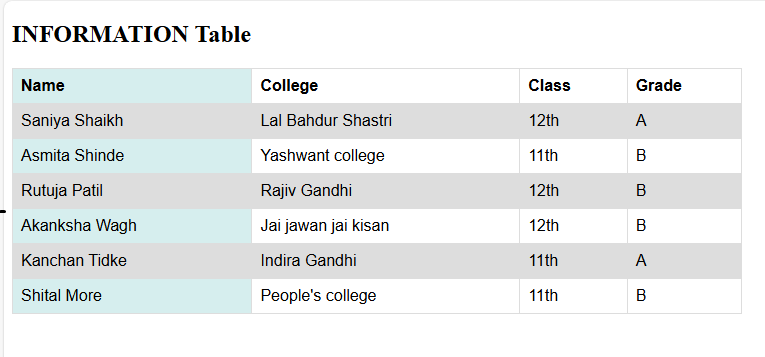 INFORMATION Table
Name College Class Grade
Saniya Shaikh Lal Bahdur Shastri 12th A
Asmita Shinde Yashwant college 11th B
Rutuja Patil Rajiv Gandhi 12th B
Akanksha Wagh Jai jawan jai kisan 12th B
Kanchan Tidke Indira Gandhi 11th A
Shital More People's college 11th B